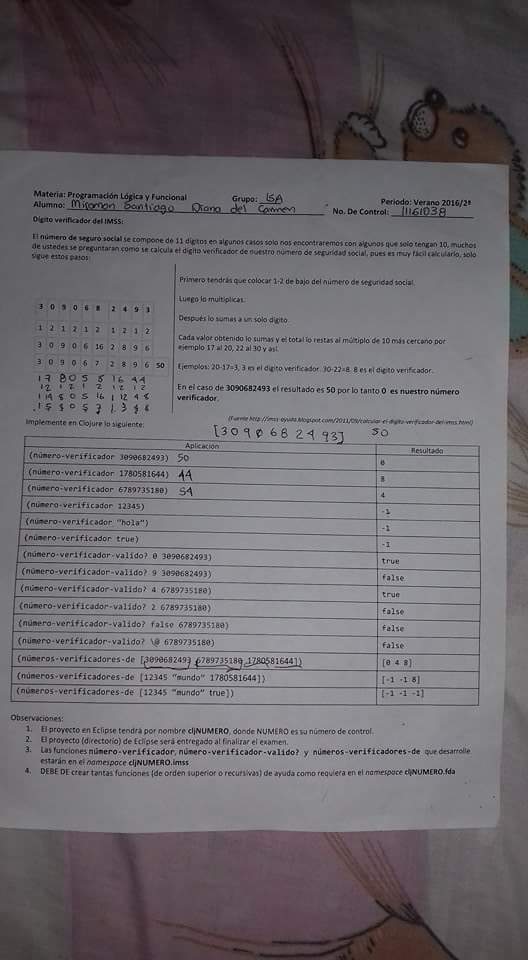 Materia: Programación Lógica y Funcional Grupo: ISA Periodo: Verano 2016/2ª
Alumno: Miramon Santiago Diana del Carmen No. De Control: 11161038
Digito verificador del IMSS:
El número de seguro social se compone de 11 digitos en algunos casos solo nos encontraremos con algunos que solo tengan 10, muchos
de ustedes se preguntaran como se calcula el digito verificador de nuestro número de seguridad social, pues es muy fácil calcularlo, solo
sigue estos pasos:
Primero tendrás que colocar 1-2 de bajo del número de seguridad social.
Luego lo multiplicas.
Después lo sumas a un solo dígito.
Cada valor obtenido lo sumas y el total lo restas al múltiplo de 10 más cercano por
ejemplo 17 al 20, 22 al 30 y así.
Ejemplos: 20-17=3, 3 es el dígito verificador. 30-22=8. 8 es el dígito verificador.
En el caso de 3090682493 el resultado es 50 por lo tanto 0 es nuestro número
verificador.
3 0 9 0 6 8 2 4 9 3
1 2 1 2 1 2 1 2 1 2
3 0 9 0 6 16 2 8 9 6
3 0 9 0 6 7 2 8 9 6 50
17 8 0 5 8 16 4 4
12 1 2 1 2 12 12
1 14 8 0 5 16 1 12 4 8
1 5 8 0 5 7 1 3 4 8
(Fuente http://imss-ayuda.blogspot.com/2011/09/calcular-el-digito-verificador-del-imss.html)
Implemente en Clojure lo siguiente:
[3090682493] 50
Aplicación Resultado
(número-verificador 3090682493) 50 0
(número-verificador 1780581644) 44 8
(número-verificador 6789735180) 54 4
(número-verificador 12345) -1
(número-verificador "hola") -1
(número-verificador true) -1
(número-verificador-valido? 0 3090682493) true
(número-verificador-valido? 9 3090682493) false
(número-verificador-valido? 4 6789735180) true
(número-verificador-valido? 2 6789735180) false
(número-verificador-valido? false 6789735180) false
(número-verificador-valido? \@ 6789735180) false
(números-verificadores-de [3090682493 6789735180 1780581644]) [0 4 8]
(números-verificadores-de [12345 "mundo" 1780581644]) [-1 -1 8]
(números-verificadores-de [12345 "mundo" true]) [-1 -1 -1]
Observaciones:
1. El proyecto en Eclipse tendrá por nombre cljNUMERO, donde NUMERO es su número de control.
2. El proyecto (directorio) de Eclipse será entregado al finalizar el examen.
3. Las funciones número-verificador, número-verificador-valido? y números-verificadores-de que desarrolle
estarán en el namespace cljNUMERO.imss
4. DEBE DE crear tantas funciones (de orden superior o recursivas) de ayuda como requiera en el namespace cljNUMERO.fda